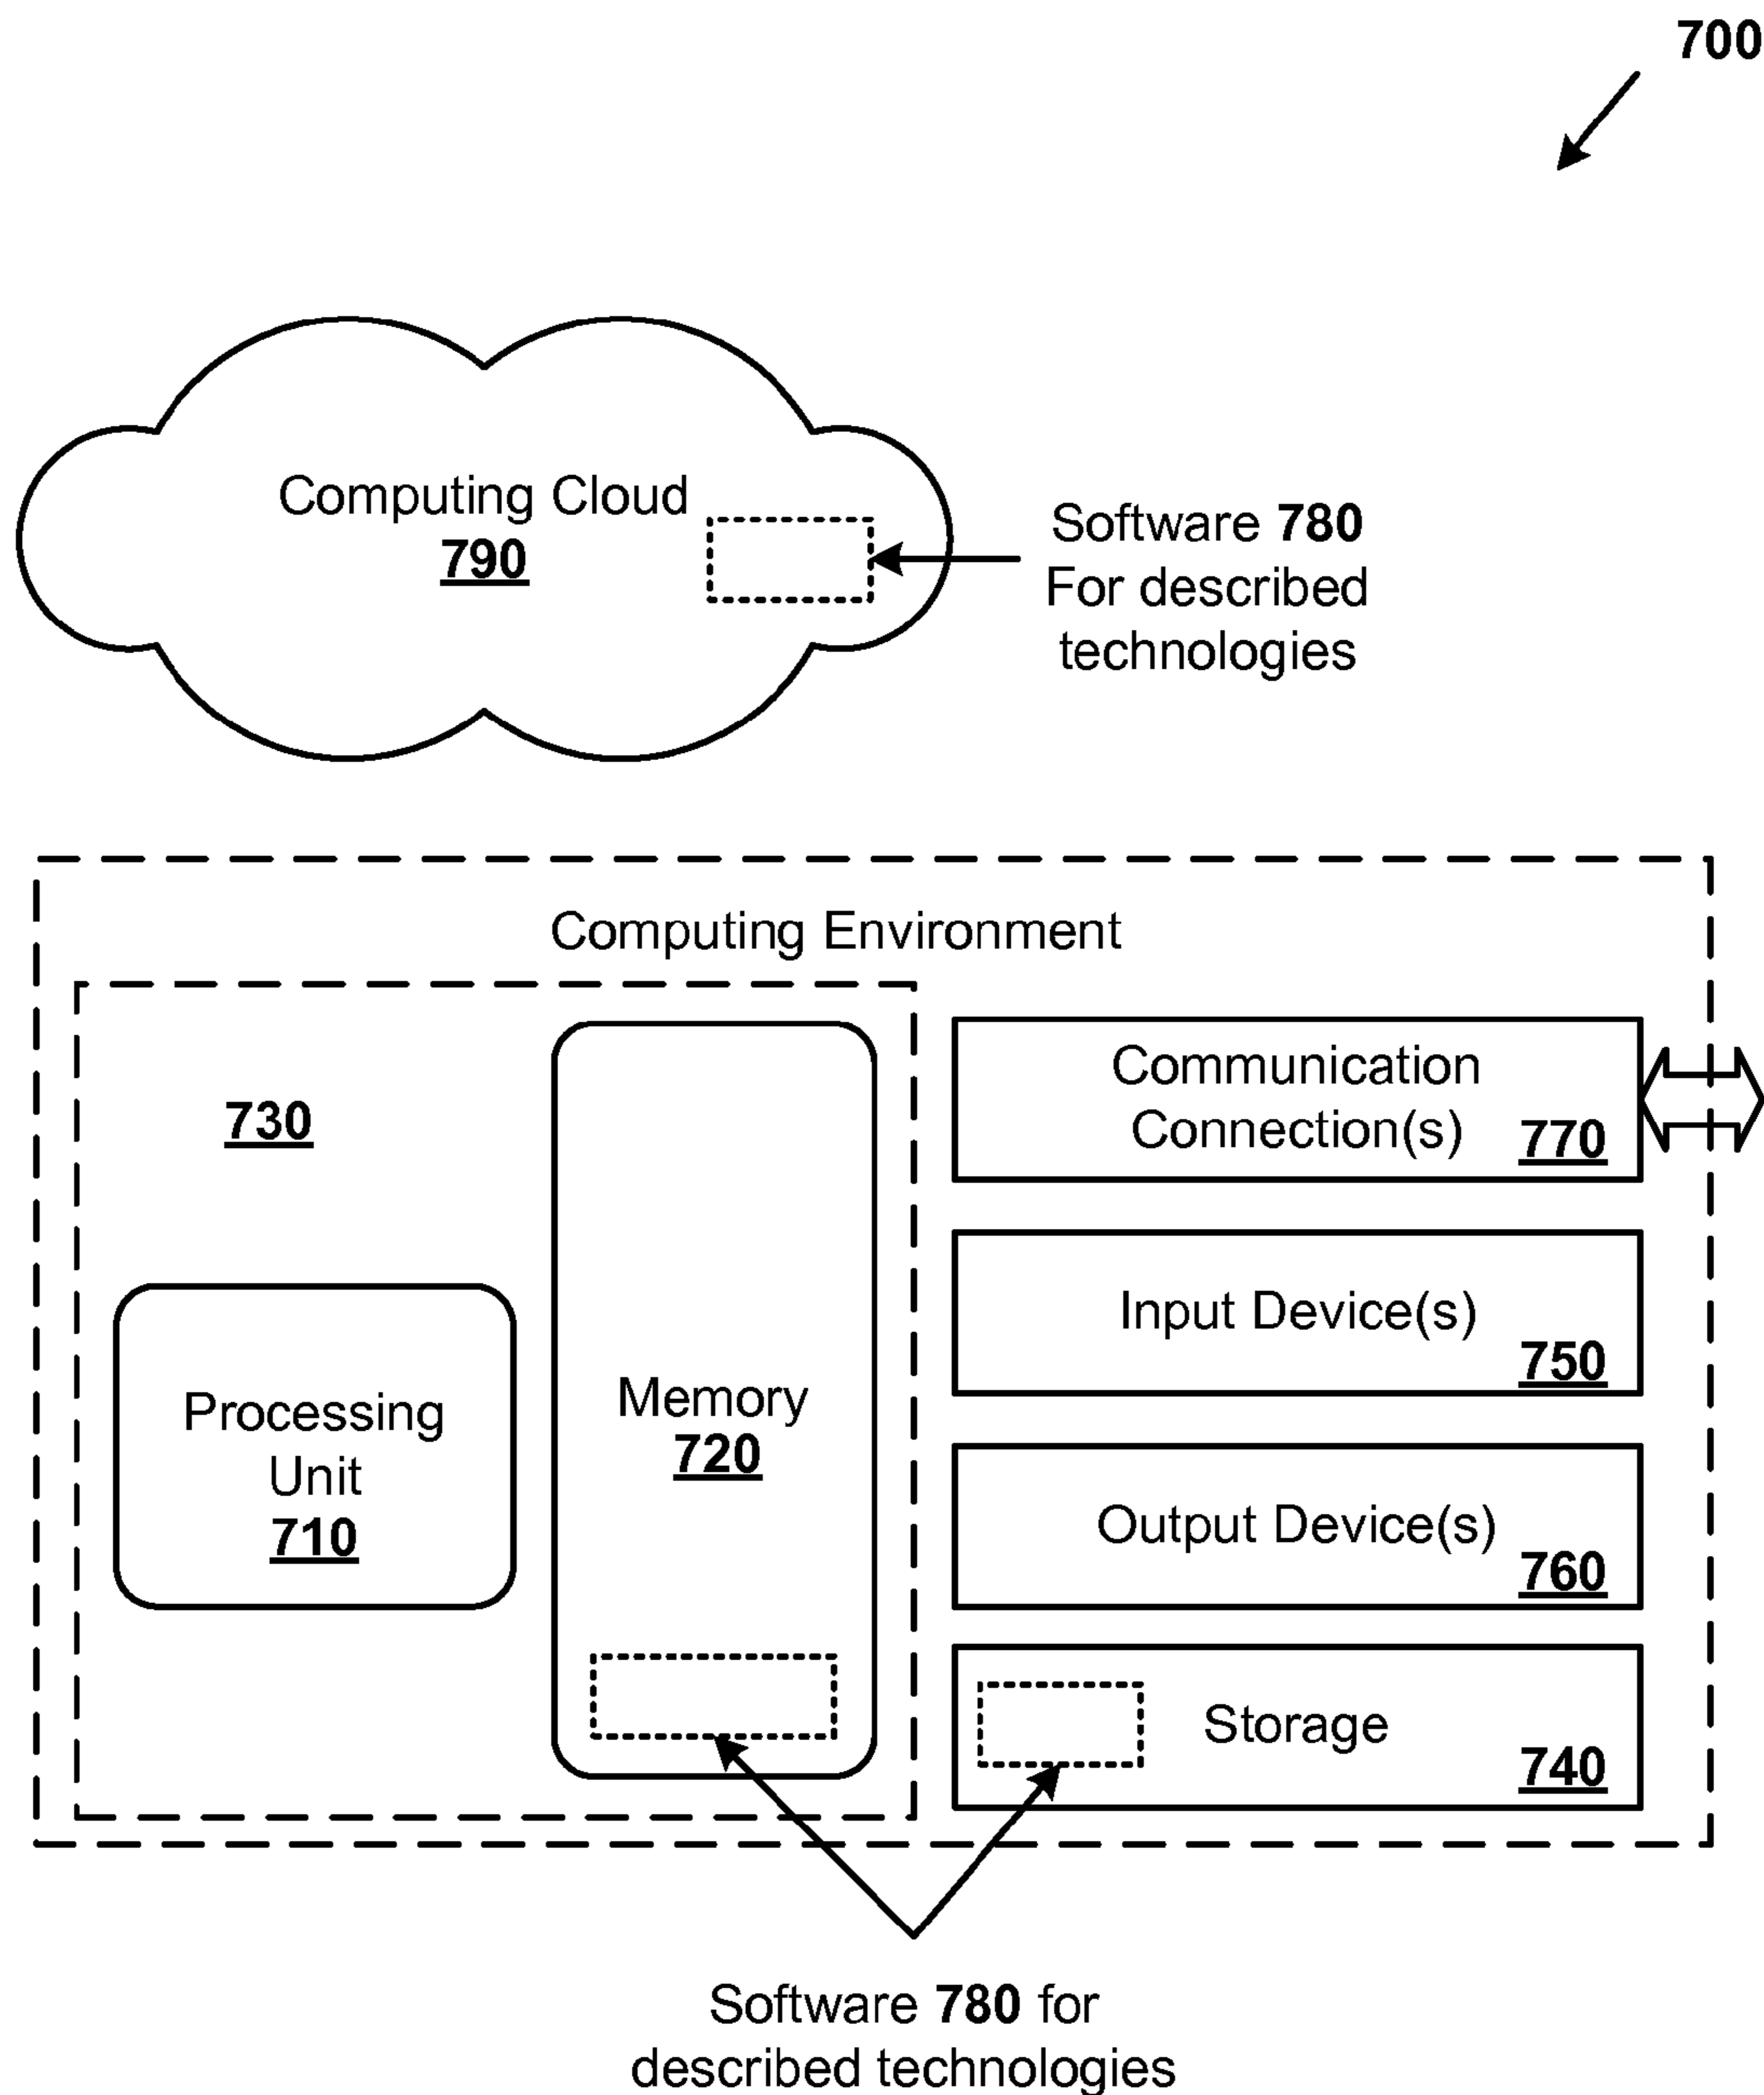 700
Computing Cloud
790
Software 780
For described
technologies
Computing Environment
730
Processing
Unit
710
Memory
720
Communication
Connection(s)
770
Input Device(s)
750
Output Device(s)
760
Storage
740
Software 780 for
described technologies